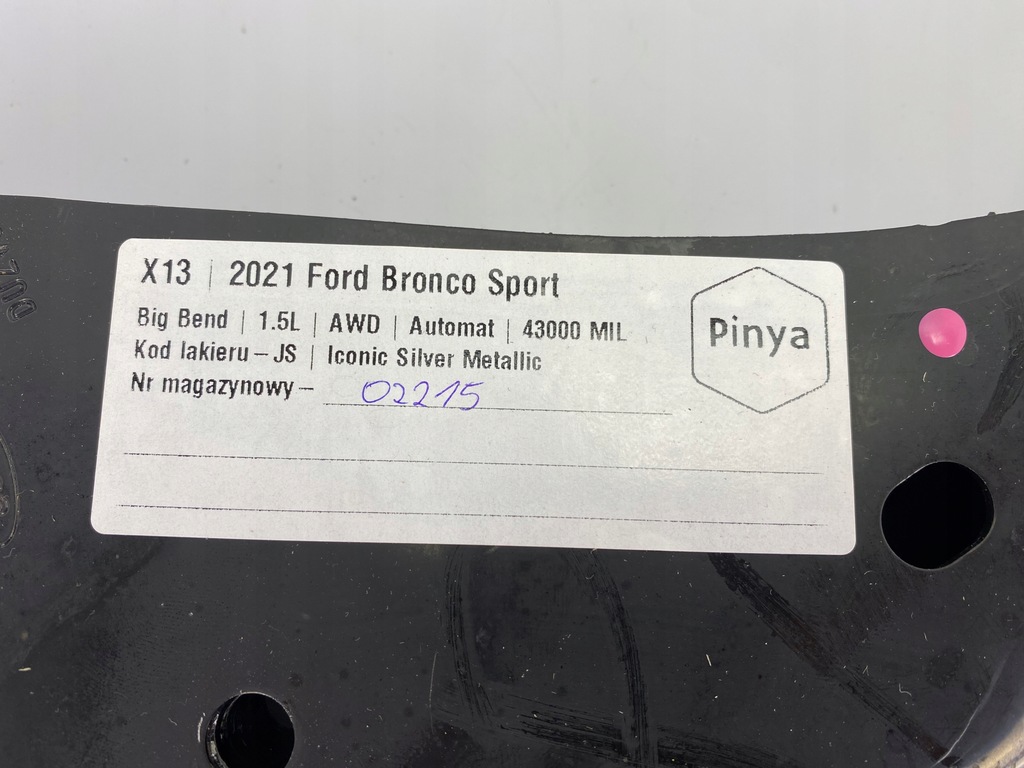 X13 | 2021 Ford Bronco Sport
Big Bend | 1.5L | AWD | Automat | 43000 MIL
Kod lakieru – JS | Iconic Silver Metallic
Nr magazynowy – 02215
Pinya